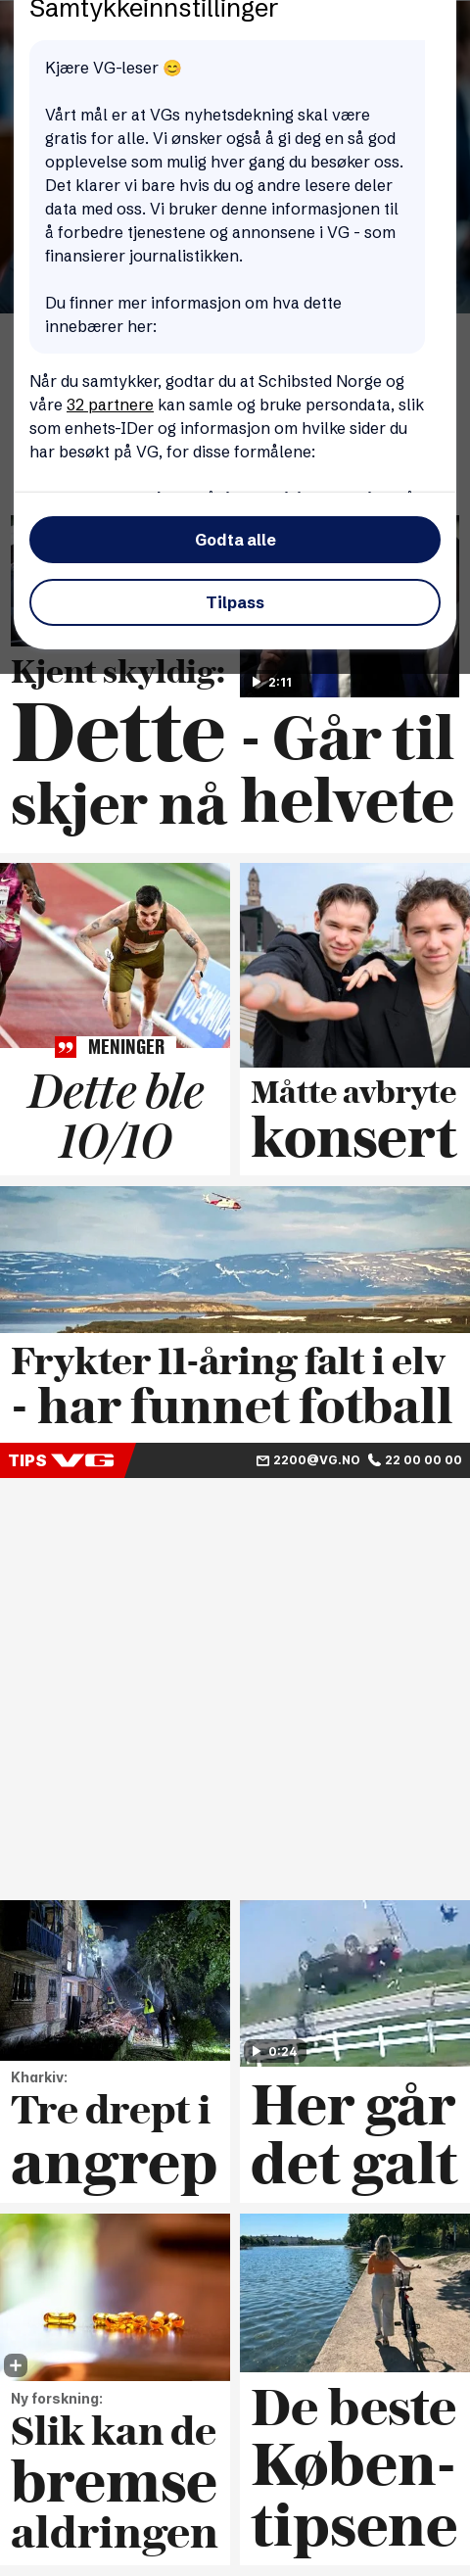 Samtykkeinnstillinger
Kjære VG-leser 😊
Vårt mål er at VGs nyhetsdekning skal være
gratis for alle. Vi ønsker også å gi deg en så god
opplevelse som mulig hver gang du besøker oss.
Det klarer vi bare hvis du og andre lesere deler
data med oss. Vi bruker denne informasjonen til
å forbedre tjenestene og annonsene i VG - som
finansierer journalistikken.
Du finner mer informasjon om hva dette
innebærer her:
Når du samtykker, godtar du at Schibsted Norge og
våre 32 partnere kan samle og bruke persondata, slik
som enhets-IDer og informasjon om hvilke sider du
har besøkt på VG, for disse formålene:
Godta alle
Tilpass
Kjent skyldig:
Dette
skjer nå
2:11
- Går til
helvete
MENINGER
Dette ble
10/10
Måtte avbryte
konsert
Frykter 11-åring falt i elv
- har funnet fotball
TIPS VG 2200@VG.NO 22 00 00 00
Kharkiv:
Tre drept i
angrep
0:24
Her går
det galt
Ny forskning:
Slik kan de
bremse
aldringen
De beste
Køben-
tipsene